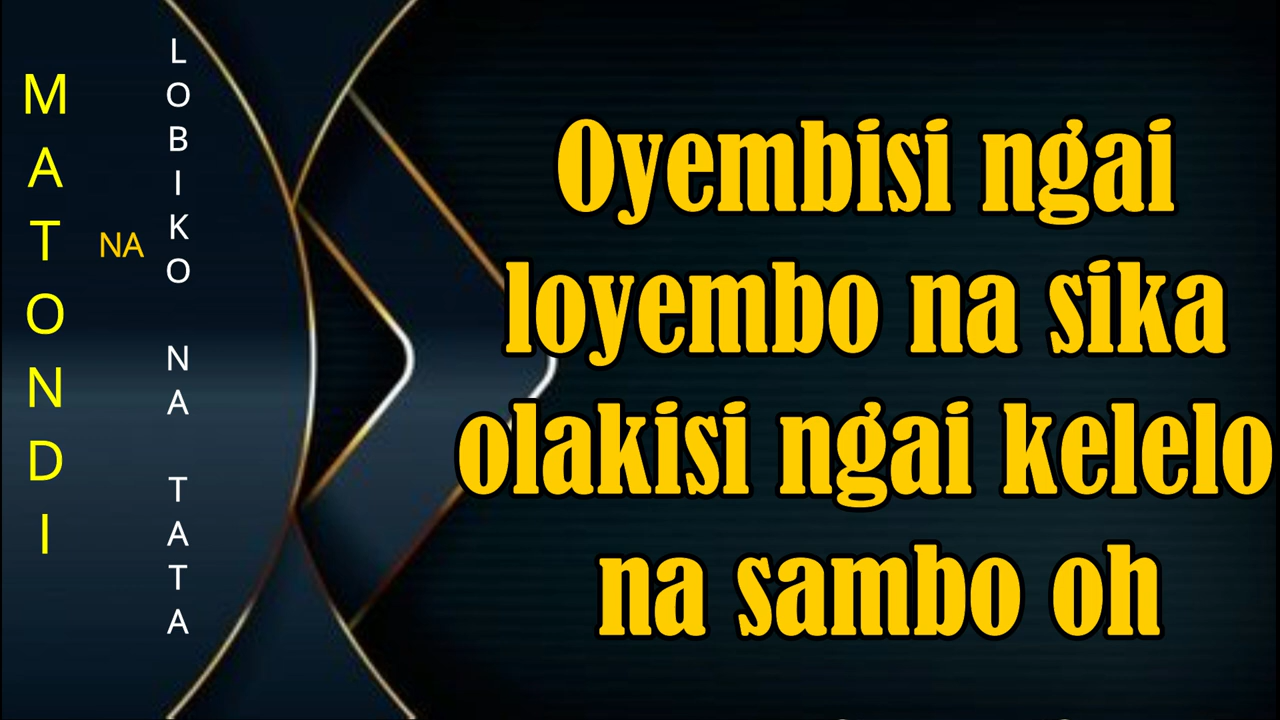 MATONDI
NA
LOBIKO NA TATA
Oyembisi ngai
loyembo na sika
olakisi ngai kelelo
na sambo oh